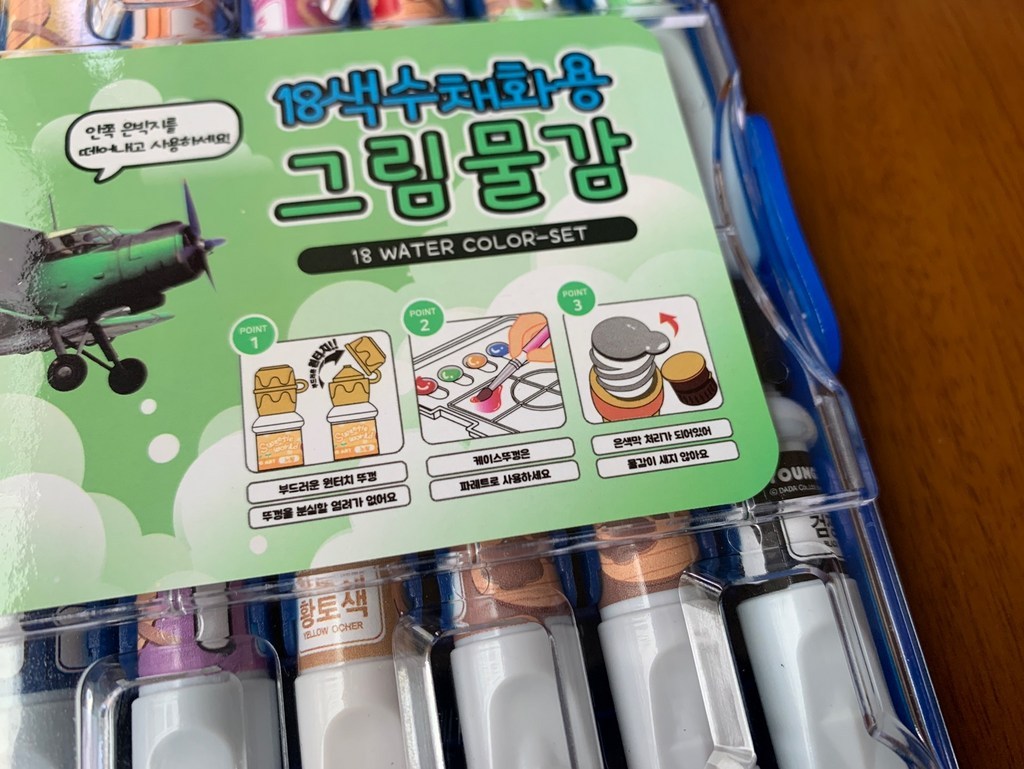 안쪽 은박지를
떼어내고 사용하세요!
18색 수채화용
그림물감
18 WATER COLOR-SET
POINT
1
원터치!!
POINT
2
POINT
3
부드러운 원터치 뚜껑
뚜껑을 분실할 염려가 없어요
케이스뚜껑은
파레트로 사용하세요
은색막 처리가 되어있어
물감이 새지 않아요
황토색
YELLOW OCHER
YOUN
검